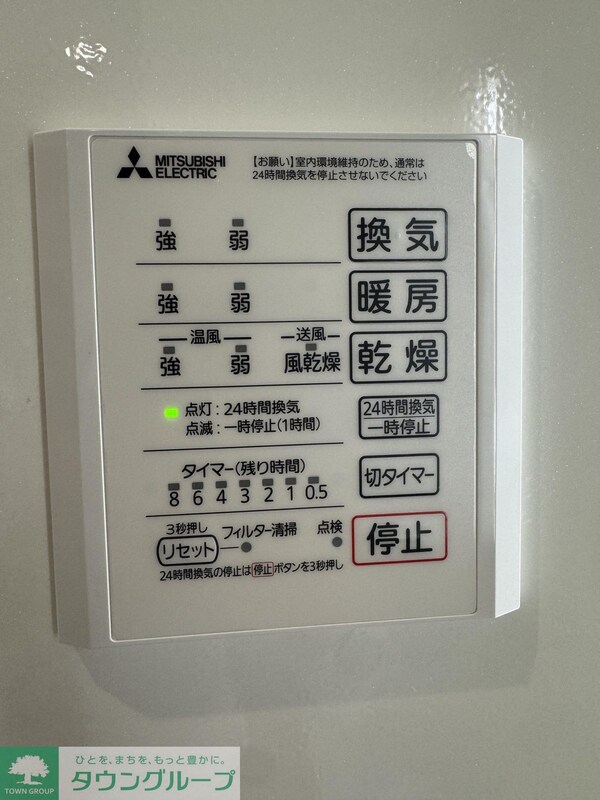 MITSUBISHI ELECTRIC
【お願い】室内環境維持のため、通常は
24時間換気を停止させないでください
強 弱 換気
強 弱 暖房
温風 送風
強 弱 風乾燥 乾燥
点灯:24時間換気
点滅:一時停止(1時間)
24時間換気
一時停止
タイマー(残り時間)
8 6 4 3 2 1 0.5
切タイマー
3秒押し
リセット フィルター清掃 点検
停止
24時間換気の停止は停止ボタンを3秒押し
TOWN GROUP
ひとを、まちを、もっと豊かに。
タウングループ